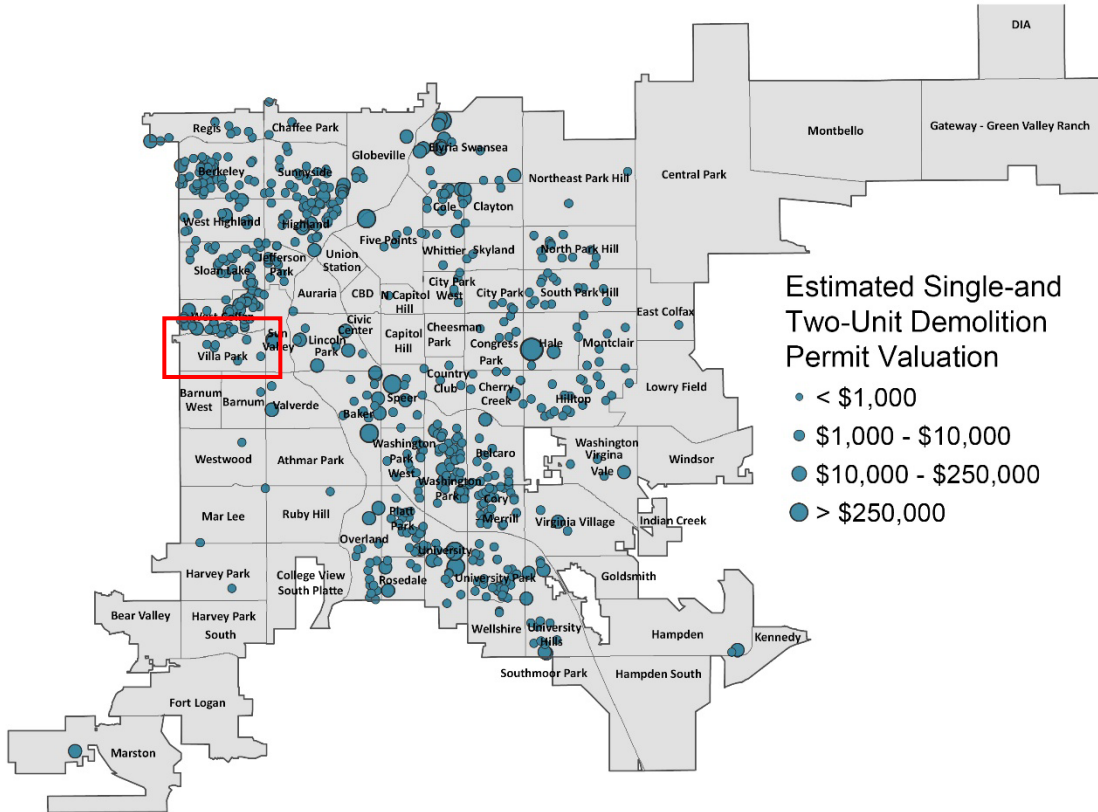 DIA
Montbello
Gateway - Green Valley Ranch
Regis
Chaffee Park
Globeville
Elyria Swansea
Berkeley
Sunnyside
Northeast Park Hill
Central Park
Cole
Clayton
West Highland
Highland
Five Points
Whittier
Skyland
North Park Hill
Union
Station
Sloan Lake
Jefferson
Park
Auraria
CBD
N Capitol
Hill
City Park
West
City Park
South Park Hill
East Colfax
West Colfax
Sun
Valley
Lincoln
Park
Civic
Center
Capitol
Hill
Cheesman
Park
Congress
Park
Hale
Montclair
Villa Park
Country
Club
Cherry
Creek
Hilltop
Lowry Field
Barnum
West
Barnum
Valverde
Baker
Speer
Westwood
Athmar Park
Washington
Park
West
Washington
Park
Belcaro
Washington
Virgina
Vale
Windsor
Cory
- Merrill
Mar Lee
Ruby Hill
Overland
Platt
Park
Virginia Village
Indian Creek
Harvey Park
College View
South Platte
Rosedale
University
University Park
Goldsmith
Bear Valley
Harvey Park
South
Wellshire
University
Hills
Hampden
Kennedy
Southmoor Park
Hampden South
Fort Logan
Marston
Estimated Single-and
Two-Unit Demolition
Permit Valuation
< $1,000
$1,000 - $10,000
$10,000 - $250,000
> $250,000